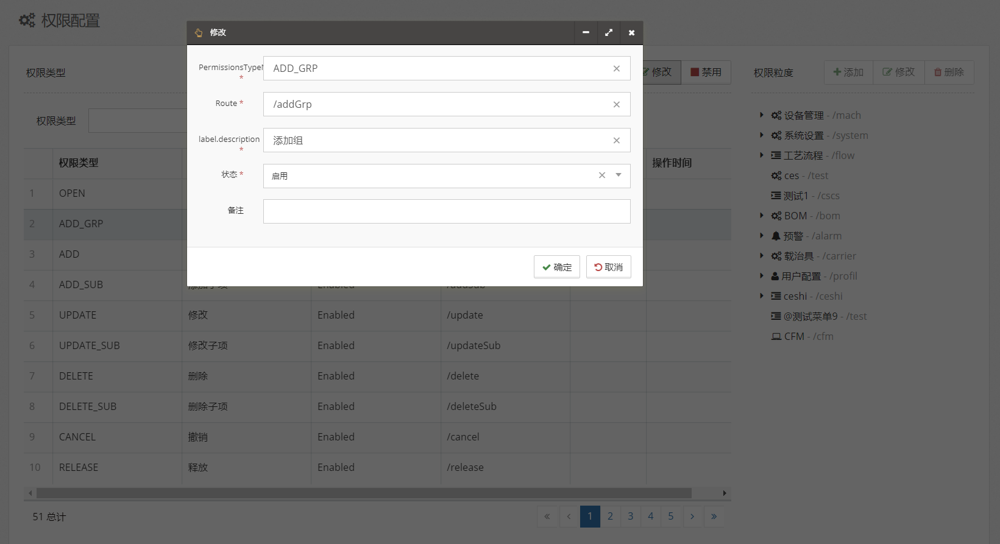 权限配置
修改
PermissionsTypeN
*
ADD_GRP
Route *
/addGrp
label.description
*
添加组
状态 *
启用
备注
确定
取消
权限类型
修改
禁用
权限类型
权限类型
操作时间
1 OPEN
2 ADD_GRP
3 ADD
4 ADD_SUB 添加子项 Enabled /addSub
5 UPDATE 修改 Enabled /update
6 UPDATE_SUB 修改子项 Enabled /updateSub
7 DELETE 删除 Enabled /delete
8 DELETE_SUB 删除子项 Enabled /deleteSub
9 CANCEL 撤销 Enabled /cancel
10 RELEASE 释放 Enabled /release
51 总计
« ‹ 1 2 3 4 5 › »
权限粒度
添加
修改
删除
设备管理 - /mach
系统设置 - /system
工艺流程 - /flow
ces - /test
测试1 - /cscs
BOM - /bom
预警 - /alarm
载治具 - /carrier
用户配置 - /profil
ceshi - /ceshi
@测试菜单9 - /test
CFM - /cfm